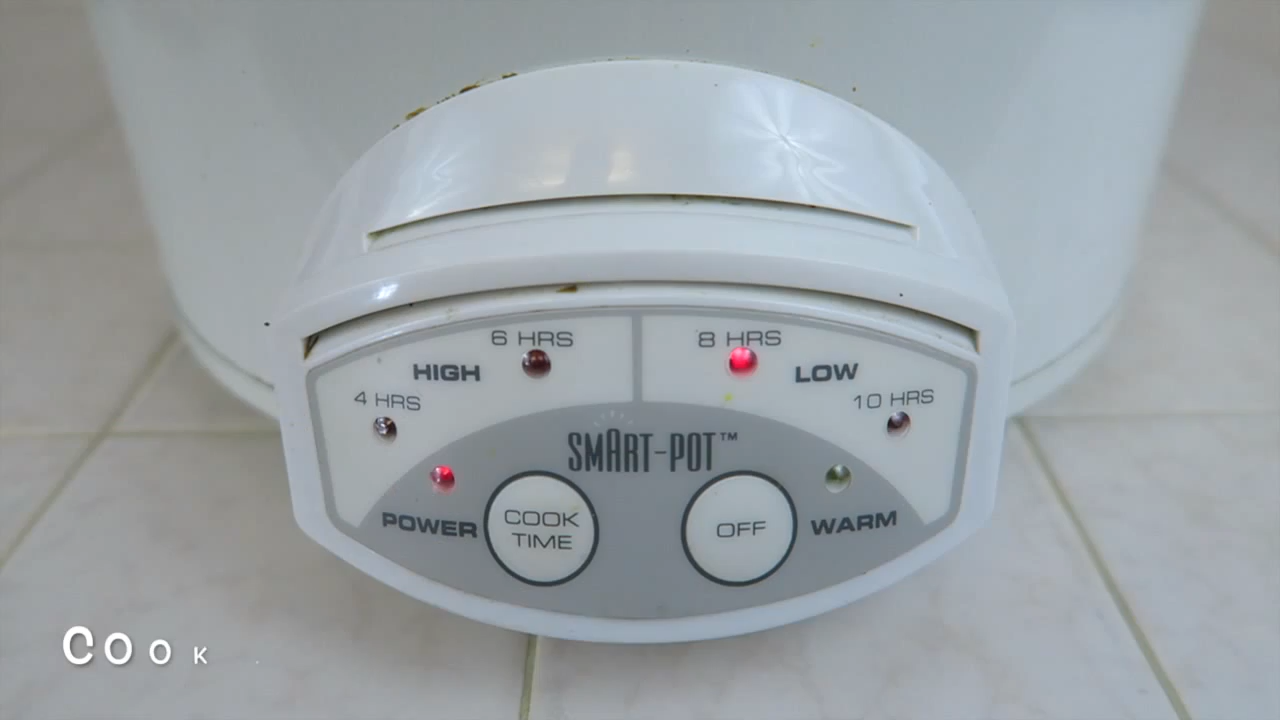 6 HRS
8 HRS
HIGH
LOW
4 HRS
10 HRS
SMART-POT™
POWER
COOK
TIME
OFF
WARM
COOK